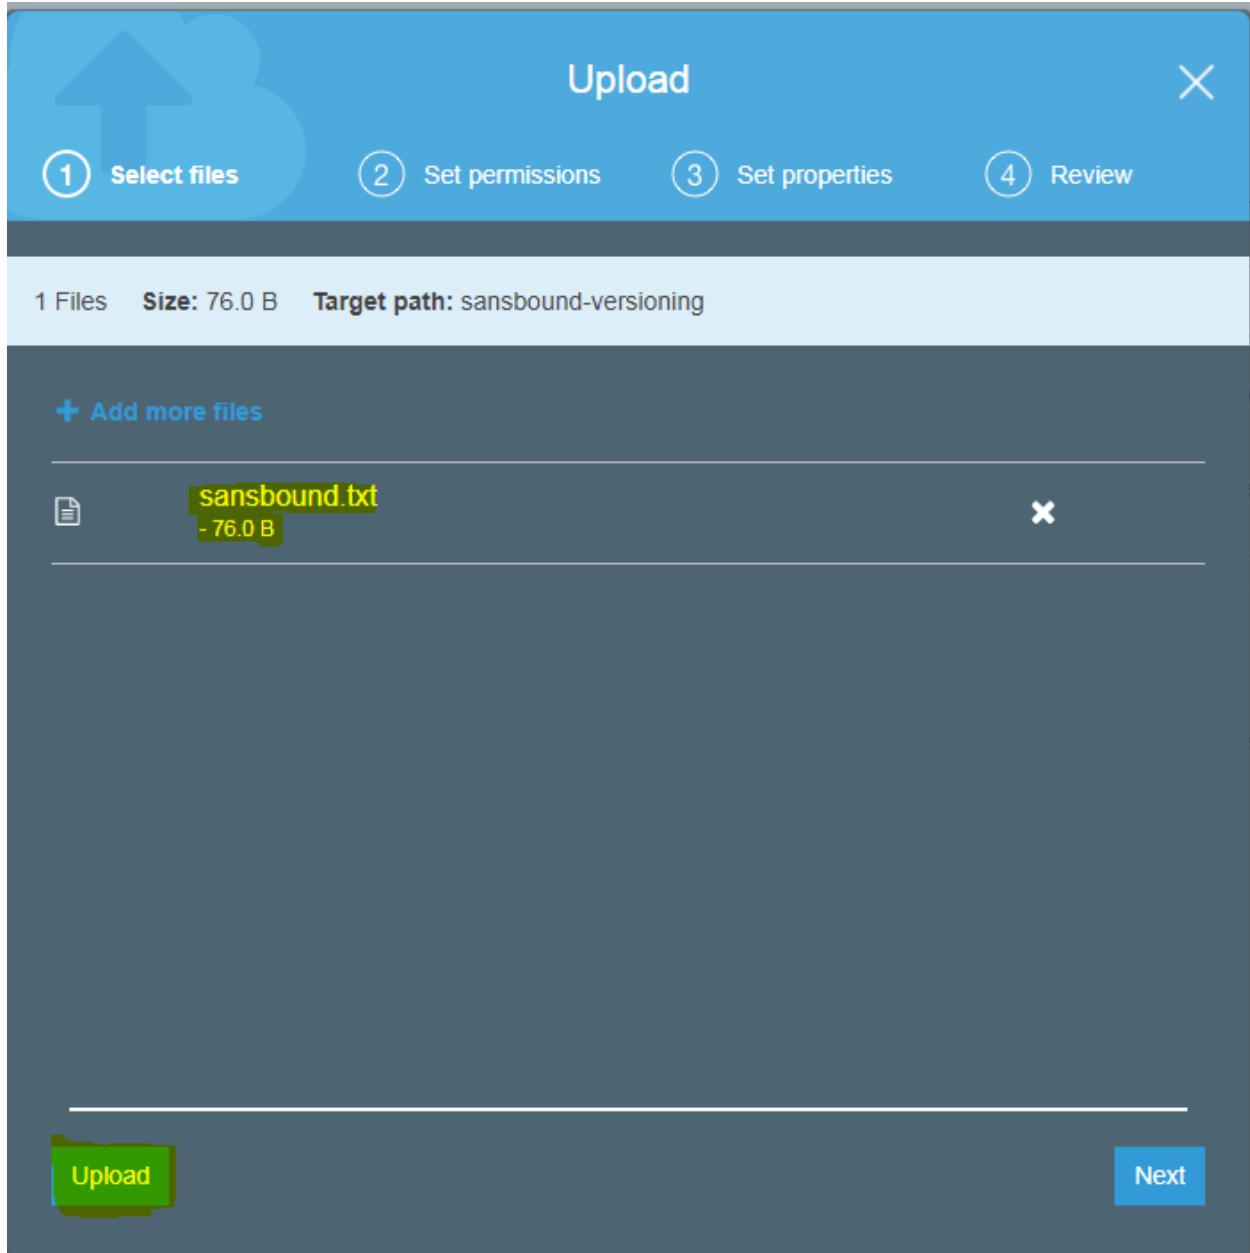 Upload
1 Select files 2 Set permissions 3 Set properties 4 Review
1 Files Size: 76.0 B Target path: sansbound-versioning
Add more files
sansbound.txt
- 76.0 B
Upload Next